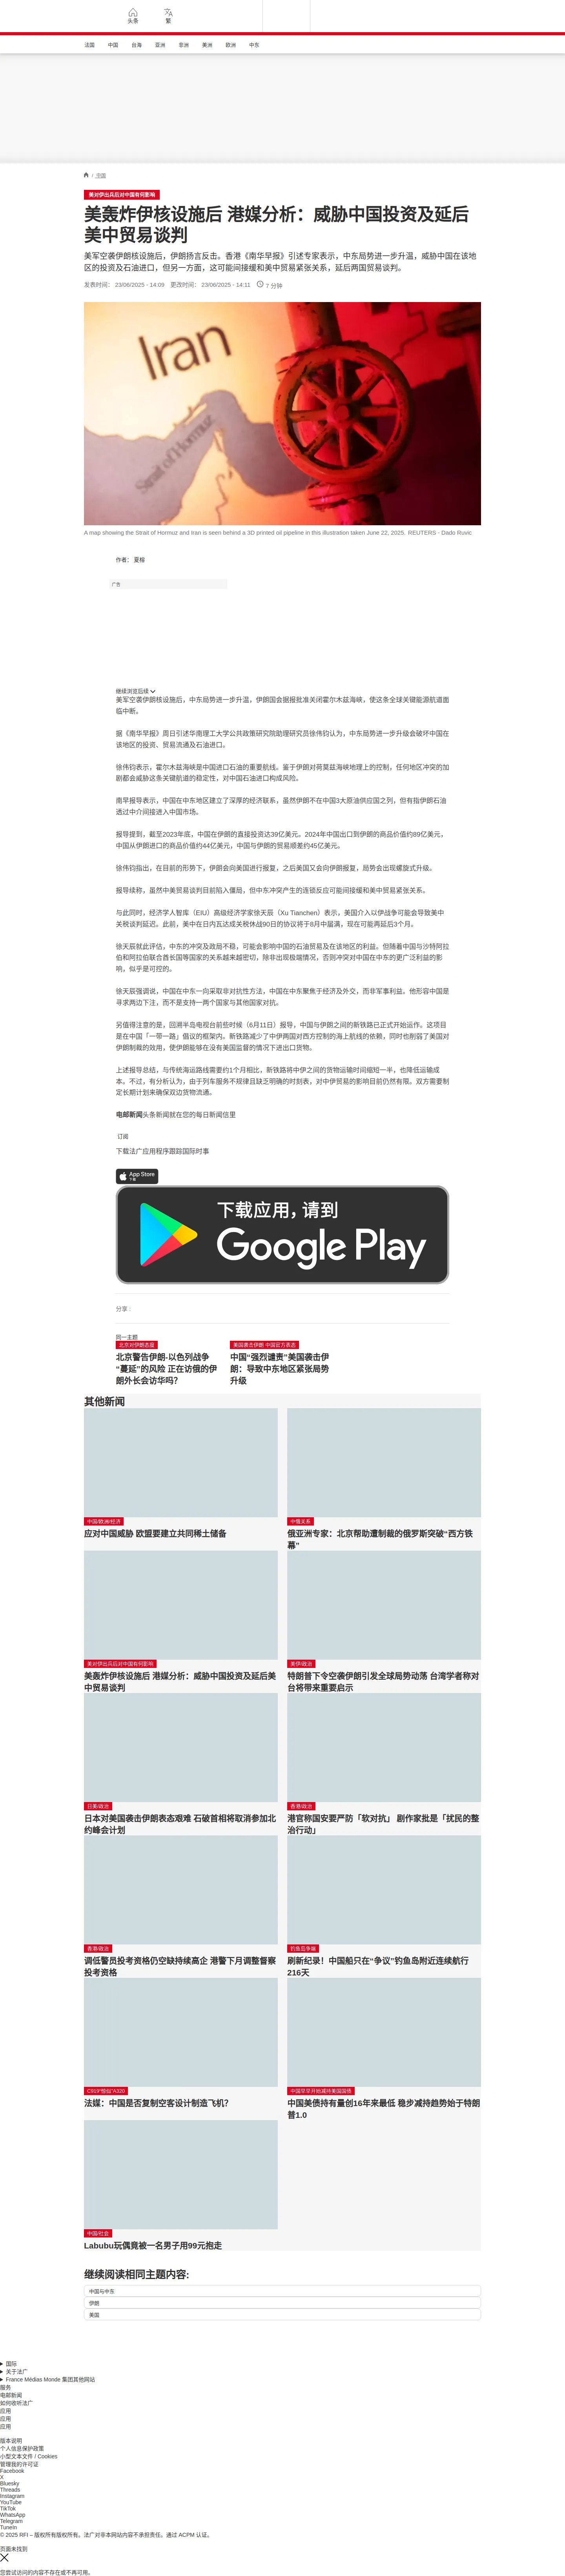 头条
繁
法国
中国
台海
亚洲
非洲
美洲
欧洲
中东
/ 中国
美对伊出兵后对中国有何影响
美轰炸伊核设施后 港媒分析：威胁中国投资及延后
美中贸易谈判
美军空袭伊朗核设施后，伊朗扬言反击。香港《南华早报》引述专家表示，中东局势进一步升温，威胁中国在该地
区的投资及石油进口，但另一方面，这可能间接缓和美中贸易紧张关系，延后两国贸易谈判。
发表时间： 23/06/2025 - 14:09 更改时间： 23/06/2025 - 14:11 7 分钟
Iran
Strait of Hormuz
A map showing the Strait of Hormuz and Iran is seen behind a 3D printed oil pipeline in this illustration taken June 22, 2025. REUTERS - Dado Ruvic
作者： 夏榕
广告
继续浏览后续
美军空袭伊朗核设施后，中东局势进一步升温，伊朗国会据报批准关闭霍尔木兹海峡，使这条全球关键能源航道面
临中断。
据《南华早报》周日引述华南理工大学公共政策研究院助理研究员徐伟钧认为，中东局势进一步升级会破坏中国在
该地区的投资、贸易流通及石油进口。
徐伟钧表示，霍尔木兹海峡是中国进口石油的重要航线。鉴于伊朗对荷莫兹海峡地理上的控制，任何地区冲突的加
剧都会威胁这条关键航道的稳定性，对中国石油进口构成风险。
南早报导表示，中国在中东地区建立了深厚的经济联系，虽然伊朗不在中国3大原油供应国之列，但有指伊朗石油
透过中介间接进入中国市场。
报导提到，截至2023年底，中国在伊朗的直接投资达39亿美元。2024年中国出口到伊朗的商品价值约89亿美元，
中国从伊朗进口的商品价值约44亿美元，中国与伊朗的贸易顺差约45亿美元。
徐伟钧指出，在目前的形势下，伊朗会向美国进行报复，之后美国又会向伊朗报复，局势会出现螺旋式升级。
报导续称，虽然中美贸易谈判目前陷入僵局，但中东冲突产生的连锁反应可能间接缓和美中贸易紧张关系。
与此同时，经济学人智库（EIU）高级经济学家徐天辰（Xu Tianchen）表示，美国介入以伊战争可能会导致美中
关税谈判延迟。此前，美中在日内瓦达成关税休战90日的协议将于8月中届满，现在可能再延后3个月。
徐天辰就此评估，中东的冲突及政局不稳，可能会影响中国的石油贸易及在该地区的利益。但随着中国与沙特阿拉
伯和阿拉伯联合酋长国等国家的关系越来越密切，除非出现极端情况，否则冲突对中国在中东的更广泛利益的影
响，似乎是可控的。
徐天辰强调说，中国在中东一向采取非对抗性方法，中国在中东聚焦于经济及外交，而非军事利益。他形容中国是
寻求两边下注，而不是支持一两个国家与其他国家对抗。
另值得注意的是，回溯半岛电视台前些时候（6月11日）报导，中国与伊朗之间的新铁路已正式开始运作。这项目
是在中国「一带一路」倡议的框架内。新铁路减少了中伊两国对西方控制的海上航线的依赖，同时也削弱了美国对
伊朗制裁的效用，使伊朗能够在没有美国监督的情况下进出口货物。
上述报导总结，与传统海运路线需要约1个月相比，新铁路将中伊之间的货物运输时间缩短一半，也降低运输成
本。不过，有分析认为，由于列车服务不规律且缺乏明确的时刻表，对中伊贸易的影响目前仍然有限。双方需要制
定长期计划来确保双边货物流通。
电邮新闻头条新闻就在您的每日新闻信里
订阅
下载法广应用程序跟踪国际时事
App Store
下载
下载应用，请到
Google Play
分享 :
同一主题
北京对伊朗态度
北京警告伊朗-以色列战争
“蔓延”的风险 正在访俄的伊
朗外长会访华吗？
美国袭击伊朗 中国官方表态
中国“强烈谴责”美国袭击伊
朗：导致中东地区紧张局势
升级
其他新闻
中国/欧洲/经济
应对中国威胁 欧盟要建立共同稀土储备
中俄关系
俄亚洲专家：北京帮助遭制裁的俄罗斯突破“西方铁
幕”
美对伊出兵后对中国有何影响
美轰炸伊核设施后 港媒分析：威胁中国投资及延后美
中贸易谈判
美伊/政治
特朗普下令空袭伊朗引发全球局势动荡 台湾学者称对
台将带来重要启示
日美/政治
日本对美国袭击伊朗表态艰难 石破首相将取消参加北
约峰会计划
香港/政治
港官称国安要严防「软对抗」 剧作家批是「扰民的整
治行动」
香港/政治
调低警员投考资格仍空缺持续高企 港警下月调整督察
投考资格
钓鱼岛争端
刷新纪录！中国船只在“争议”钓鱼岛附近连续航行
216天
C919“酷似”A320
法媒：中国是否复制空客设计制造飞机？
中国早早开始减持美国国债
中国美债持有量创16年来最低 稳步减持趋势始于特朗
普1.0
中国/社会
Labubu玩偶竟被一名男子用99元抱走
继续阅读相同主题内容:
中国与中东
伊朗
美国
国际
关于法广
France Médias Monde 集团其他网站
服务
电邮新闻
如何收听法广
应用
应用
应用
版本说明
个人信息保护政策
小型文本文件 / Cookies
管理我的许可证
Facebook
X
Bluesky
Threads
Instagram
YouTube
TikTok
WhatsApp
Telegram
TuneIn
© 2025 RFI – 版权所有版权所有。法广对非本网站内容不承担责任。通过 ACPM 认证。
页面未找到
您尝试访问的内容不存在或不再可用。